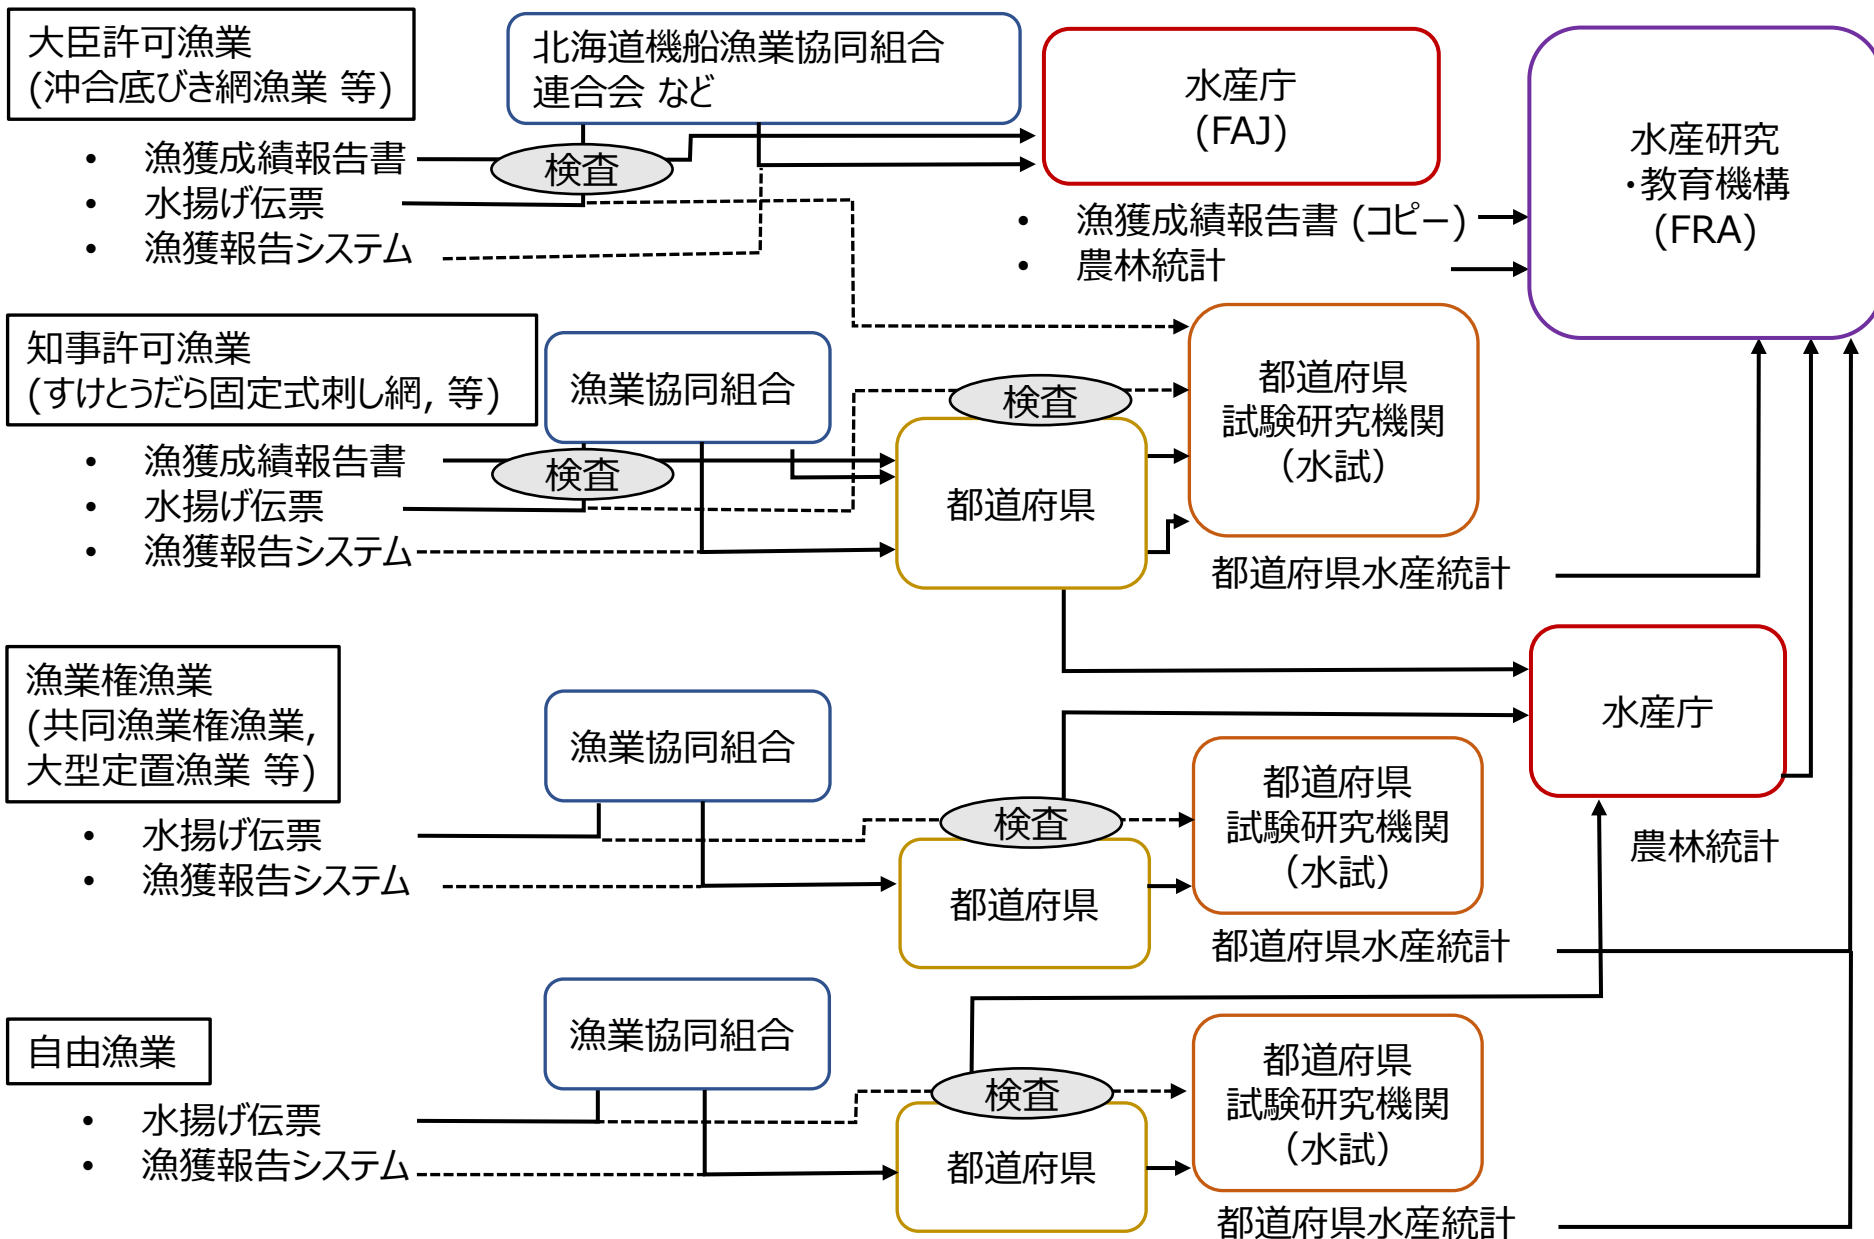 大臣許可漁業
(沖合底びき網漁業 等)
北海道機船漁業協同組合
連合会 など
水産庁
(FAJ)
水産研究
・教育機構
(FRA)
• 漁獲成績報告書
• 水揚げ伝票
• 漁獲報告システム
検査
• 漁獲成績報告書 (コピー)
• 農林統計
知事許可漁業
(すけとうだら固定式刺し網, 等)
漁業協同組合
• 漁獲成績報告書
• 水揚げ伝票
• 漁獲報告システム
検査
検査
都道府県
都道府県
試験研究機関
（水試）
都道府県水産統計
漁業権漁業
(共同漁業権漁業,
大型定置漁業 等)
漁業協同組合
• 水揚げ伝票
• 漁獲報告システム
検査
都道府県
都道府県
試験研究機関
（水試）
都道府県水産統計
水産庁
農林統計
自由漁業
漁業協同組合
• 水揚げ伝票
• 漁獲報告システム
検査
都道府県
都道府県
試験研究機関
（水試）
都道府県水産統計